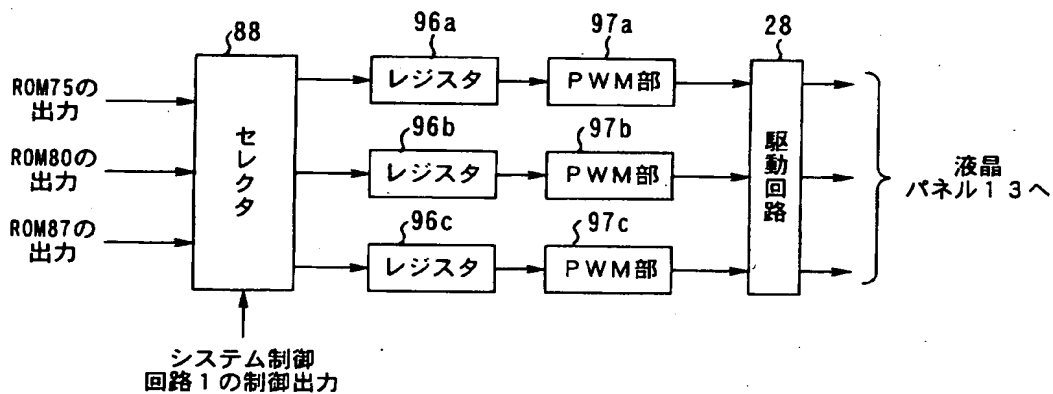 88
96a
97a
28
ROM75の
出力
レジスタ
PWM部
96b
97b
ROM80の
出力
セレクタ
レジスタ
PWM部
駆動回路
液晶
パネル13へ
96c
97c
ROM87の
出力
レジスタ
PWM部
システム制御
回路1の制御出力